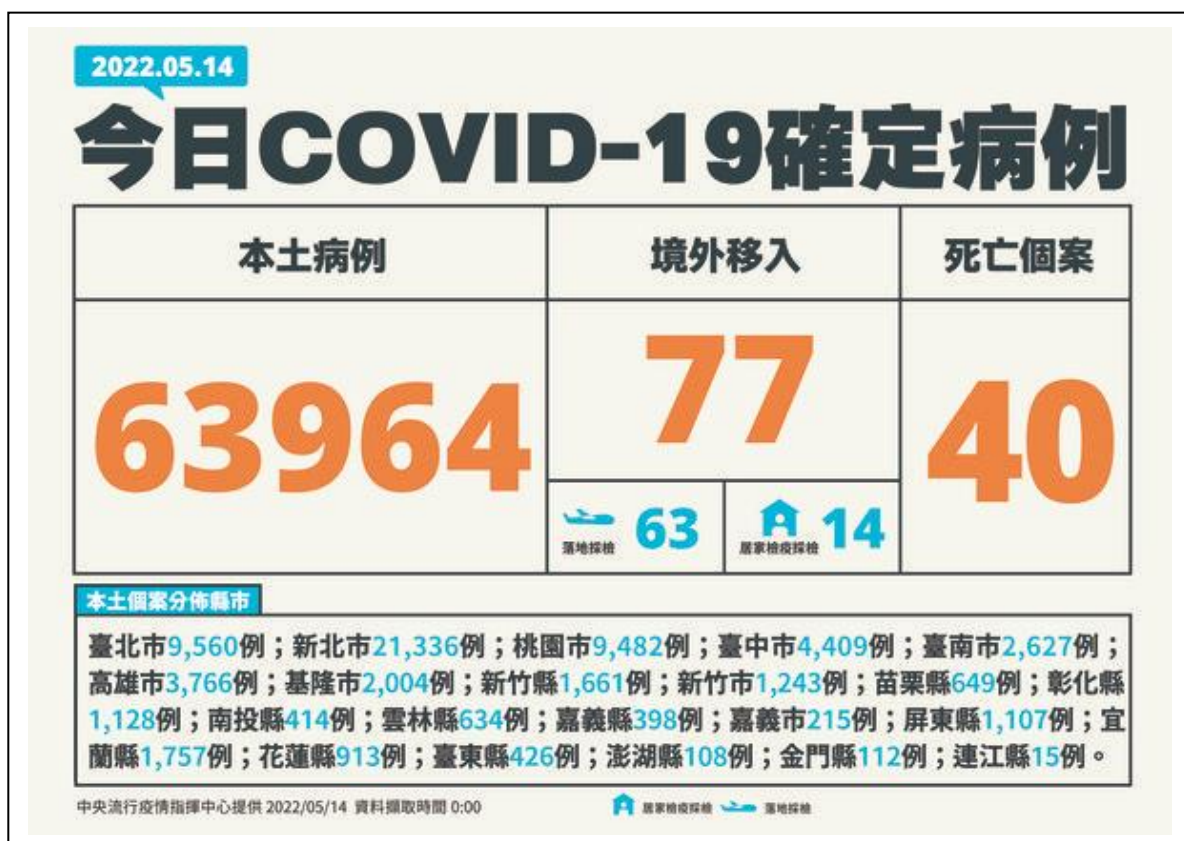 2022.05.14
今日COVID-19確定病例
本土病例
境外移入
死亡個案
63964
77
40
落地採檢 63
居家檢疫採檢 14
本土個案分佈縣市
臺北市9,560例；新北市21,336例；桃園市9,482例；臺中市4,409例；臺南市2,627例；
高雄市3,766例；基隆市2,004例；新竹縣1,661例；新竹市1,243例；苗栗縣649例；彰化縣
1,128例；南投縣414例；雲林縣634例；嘉義縣398例；嘉義市215例；屏東縣1,107例；宜
蘭縣1,757例；花蓮縣913例；臺東縣426例；澎湖縣108例；金門縣112例；連江縣15例。
中央流行疫情指揮中心提供 2022/05/14 資料擷取時間 0:00
居家檢疫採檢 落地採檢